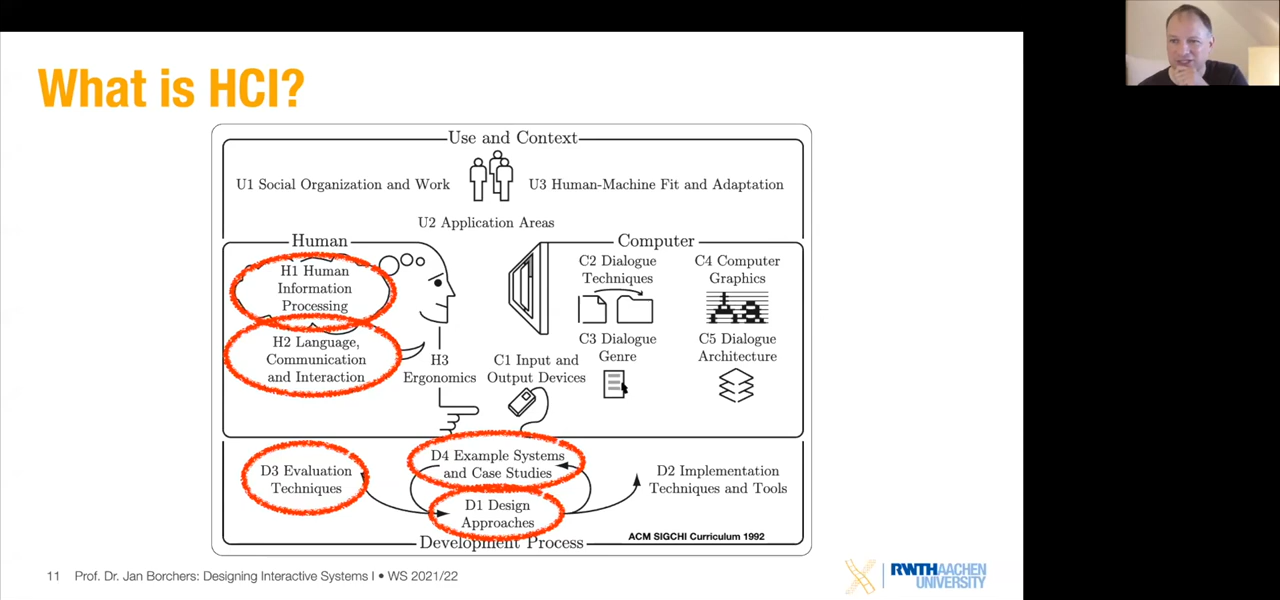 What is HCI?
Use and Context
U1 Social Organization and Work
U3 Human-Machine Fit and Adaptation
U2 Application Areas
Human
Computer
H1 Human
Information
Processing
H2 Language,
Communication
and Interaction
H3
Ergonomics
C1 Input and
Output Devices
C2 Dialogue
Techniques
C3 Dialogue
Genre
C4 Computer
Graphics
Aa
C5 Dialogue
Architecture
D3 Evaluation
Techniques
D4 Example Systems
and Case Studies
D1 Design
Approaches
D2 Implementation
Techniques and Tools
ACM SIGCHI Curriculum 1992
Development Process
11 Prof. Dr. Jan Borchers: Designing Interactive Systems I • WS 2021/22
RWTHAACHEN
UNIVERSITY